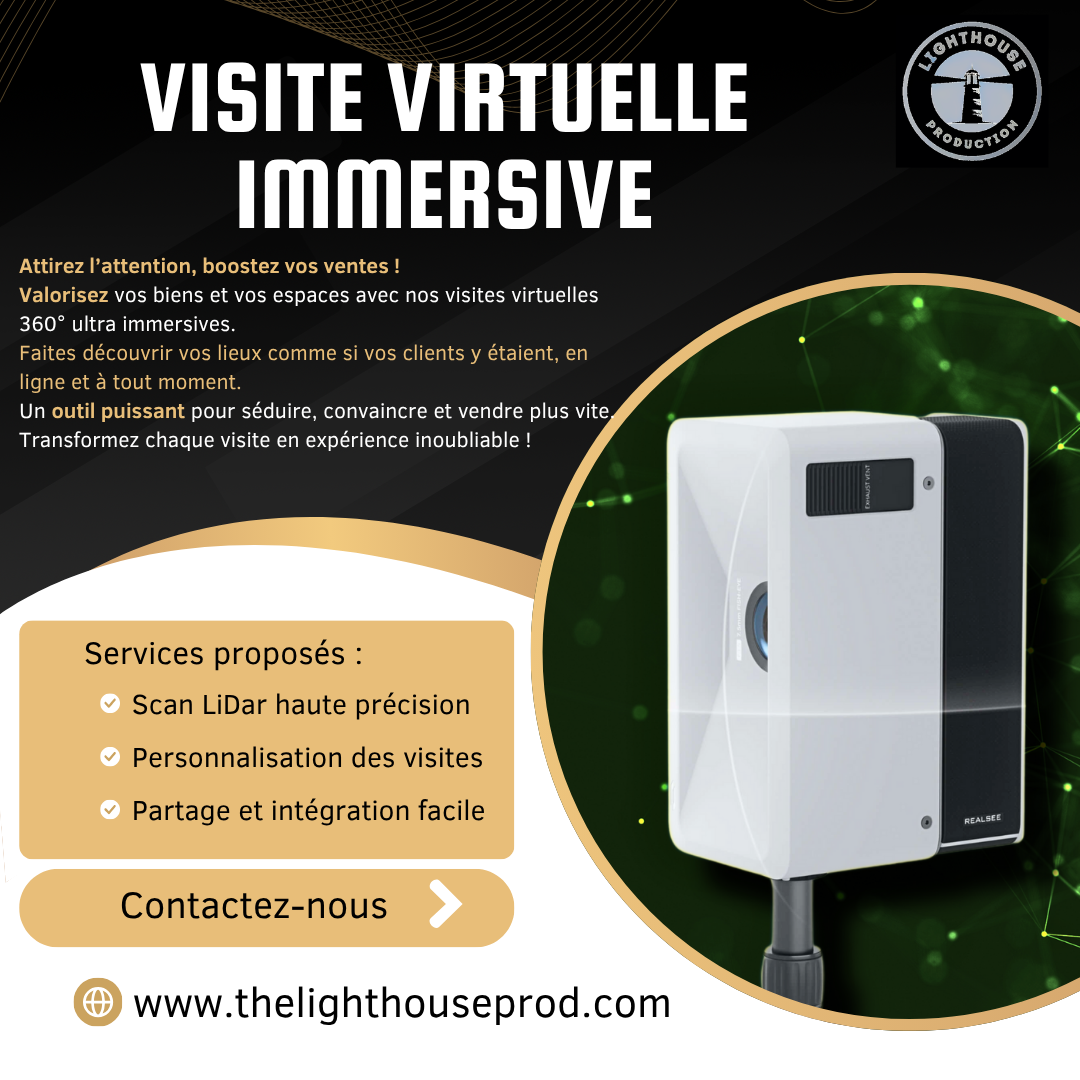 VISITE VIRTUELLE
IMMERSIVE
LIGHTHOUSE
PRODUCTION
Attirez l’attention, boostez vos ventes !
Valorisez vos biens et vos espaces avec nos visites virtuelles
360° ultra immersives.
Faites découvrir vos lieux comme si vos clients y étaient, en
ligne et à tout moment.
Un outil puissant pour séduire, convaincre et vendre plus vite.
Transformez chaque visite en expérience inoubliable !
EXHAUST VENT
REALSEE
Services proposés :
Scan LiDar haute précision
Personnalisation des visites
Partage et intégration facile
Contactez-nous
www.thelighthouseprod.com